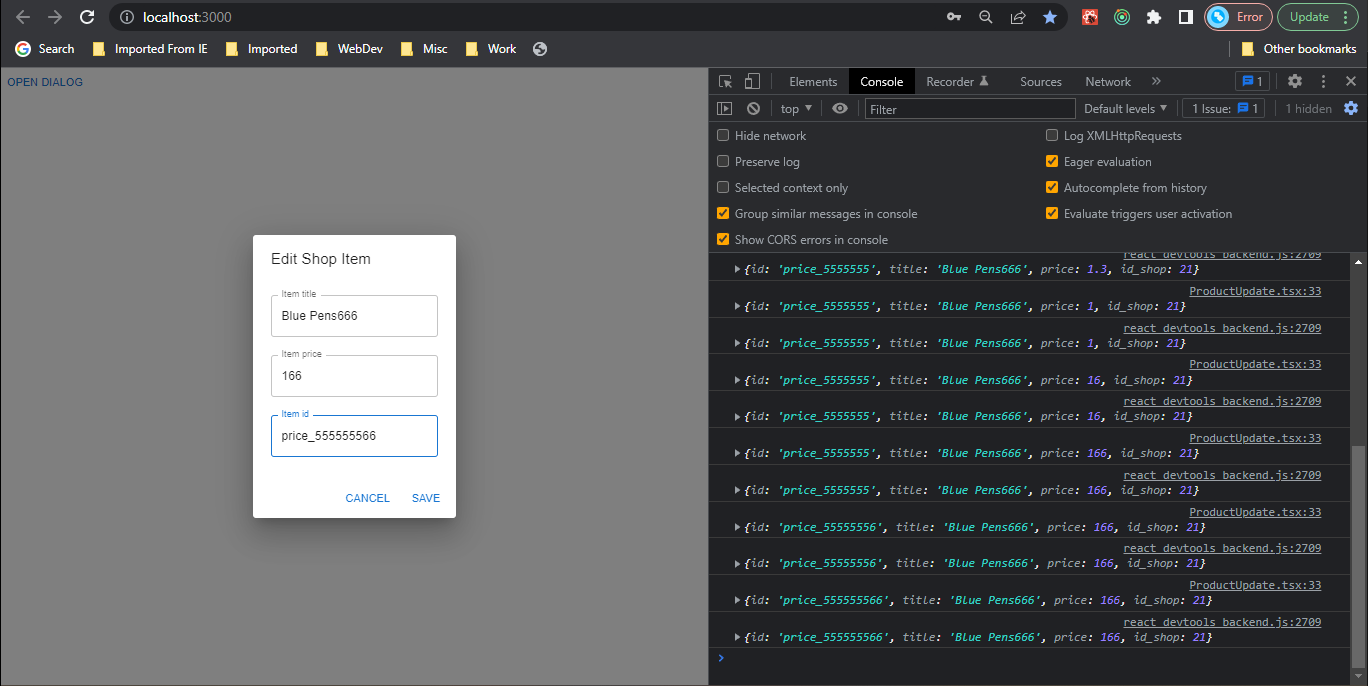 localhost:3000
Error
Update
Search
Imported From IE
Imported
WebDev
Misc
Work
Other bookmarks
OPEN DIALOG
Elements
Console
Recorder
Sources
Network
1
top
Filter
Default levels
1 Issue:
1
1 hidden
Hide network
Log XMLHttpRequests
Preserve log
Eager evaluation
Selected context only
Autocomplete from history
Group similar messages in console
Evaluate triggers user activation
Show CORS errors in console
Edit Shop Item
Item title
Blue Pens666
Item price
166
Item id
price_555555566
CANCEL
SAVE
react_devtools_backend.js:2709
{id: 'price_5555555', title: 'Blue Pens666', price: 1.3, id_shop: 21}
ProductUpdate.tsx:33
{id: 'price_5555555', title: 'Blue Pens666', price: 1, id_shop: 21}
react_devtools_backend.js:2709
{id: 'price_5555555', title: 'Blue Pens666', price: 1, id_shop: 21}
ProductUpdate.tsx:33
{id: 'price_5555555', title: 'Blue Pens666', price: 16, id_shop: 21}
react_devtools_backend.js:2709
{id: 'price_5555555', title: 'Blue Pens666', price: 16, id_shop: 21}
ProductUpdate.tsx:33
{id: 'price_5555555', title: 'Blue Pens666', price: 166, id_shop: 21}
react_devtools_backend.js:2709
{id: 'price_5555555', title: 'Blue Pens666', price: 166, id_shop: 21}
ProductUpdate.tsx:33
{id: 'price_55555556', title: 'Blue Pens666', price: 166, id_shop: 21}
react_devtools_backend.js:2709
{id: 'price_55555556', title: 'Blue Pens666', price: 166, id_shop: 21}
ProductUpdate.tsx:33
{id: 'price_555555566', title: 'Blue Pens666', price: 166, id_shop: 21}
react_devtools_backend.js:2709
{id: 'price_555555566', title: 'Blue Pens666', price: 166, id_shop: 21}